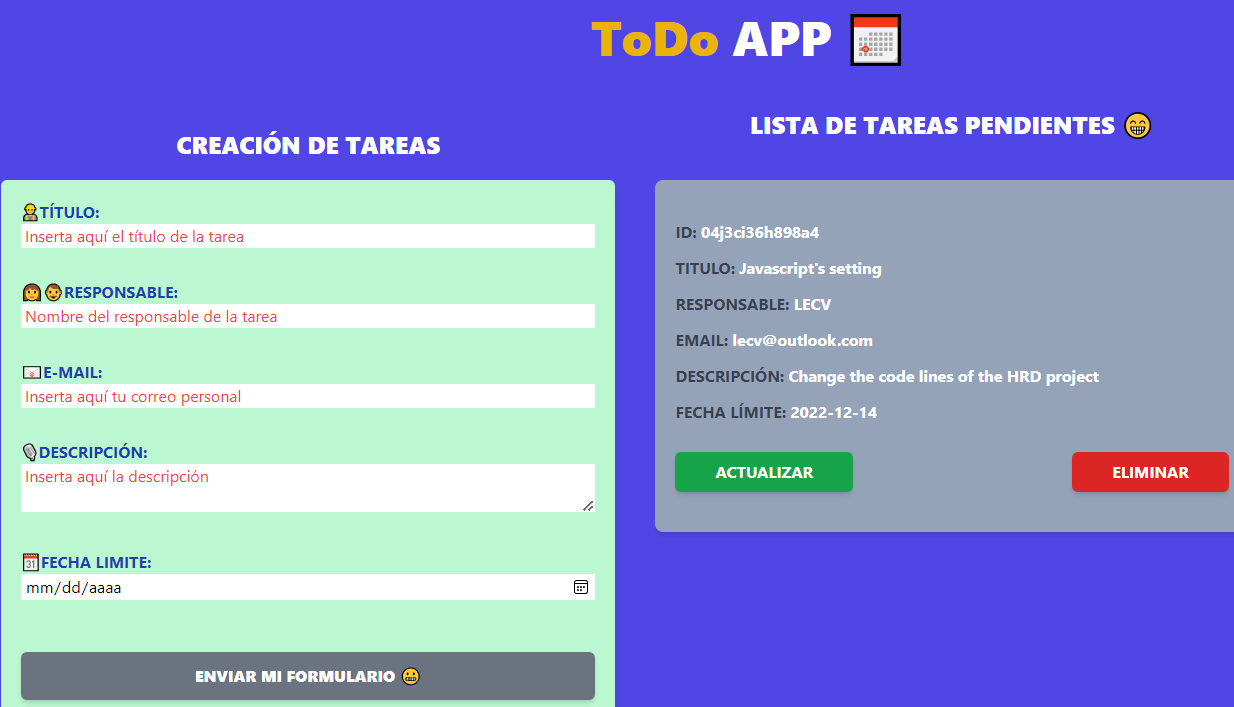 ToDo APP
CREACIÓN DE TAREAS
TÍTULO:
Inserta aquí el título de la tarea
RESPONSABLE:
Nombre del responsable de la tarea
E-MAIL:
Inserta aquí tu correo personal
DESCRIPCIÓN:
Inserta aquí la descripción
31
FECHA LIMITE:
mm/dd/aaaa
ENVIAR MI FORMULARIO
LISTA DE TAREAS PENDIENTES
ID: 04j3ci36h898a4
TITULO: Javascript's setting
RESPONSABLE: LECV
EMAIL: lecv@outlook.com
DESCRIPCIÓN: Change the code lines of the HRD project
FECHA LÍMITE: 2022-12-14
ACTUALIZAR
ELIMINAR